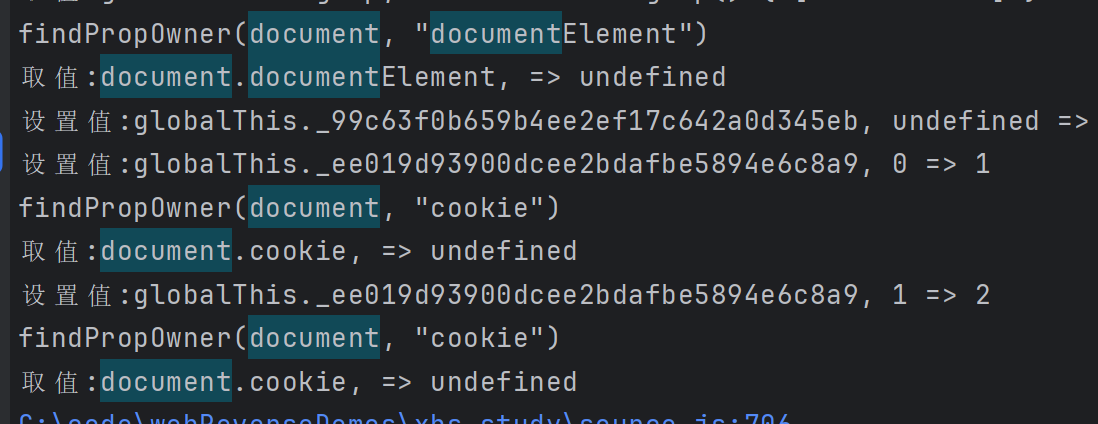 findPropOwner(document, "documentElement")
取值:document.documentElement, => undefined
设置值:globalThis._99c63f0b659b4ee2ef17c642a0d345eb, undefined =>
设置值:globalThis._ee019d93900dcee2bdafbe5894e6c8a9, 0 => 1
findPropOwner(document, "cookie")
取值:document.cookie, => undefined
设置值:globalThis._ee019d93900dcee2bdafbe5894e6c8a9, 1 => 2
findPropOwner(document, "cookie")
取值:document.cookie, => undefined
C:\code\webReverseDemos\xhs_study\source.js:706